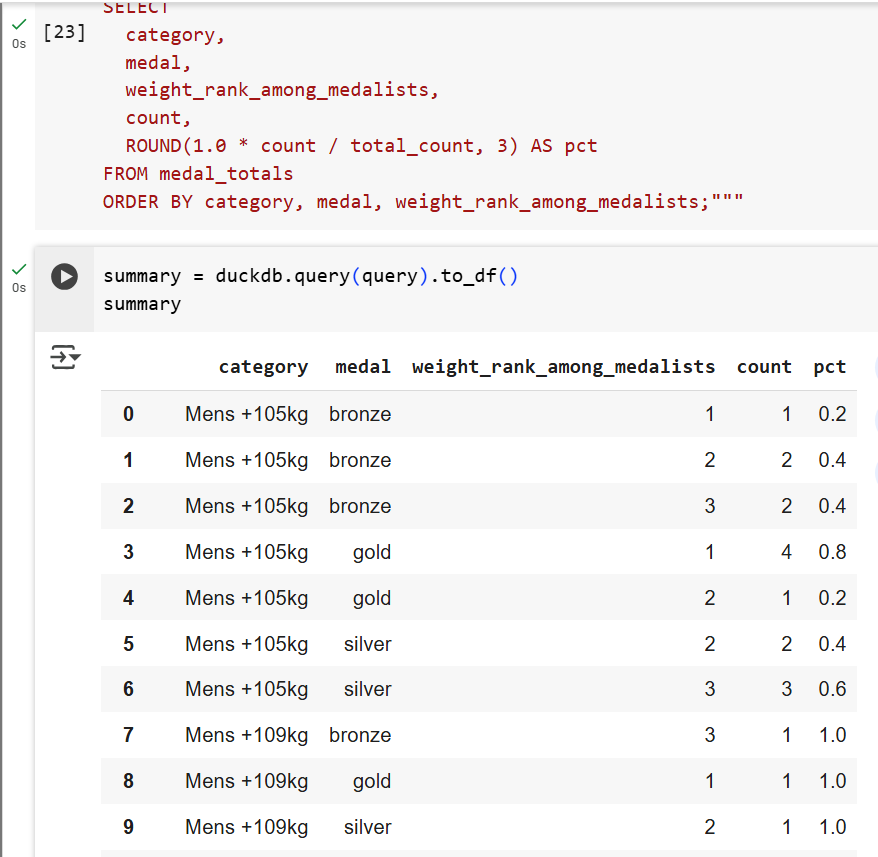 SELECT
[23]
0s
category,
medal,
weight_rank_among_medalists,
count,
ROUND(1.0 * count / total_count, 3) AS pct
FROM medal_totals
ORDER BY category, medal, weight_rank_among_medalists;"""
0s
summary = duckdb.query(query).to_df()
summary
category medal weight_rank_among_medalists count pct
0 Mens +105kg bronze 1 1 0.2
1 Mens +105kg bronze 2 2 0.4
2 Mens +105kg bronze 3 2 0.4
3 Mens +105kg gold 1 4 0.8
4 Mens +105kg gold 2 1 0.2
5 Mens +105kg silver 2 2 0.4
6 Mens +105kg silver 3 3 0.6
7 Mens +109kg bronze 3 1 1.0
8 Mens +109kg gold 1 1 1.0
9 Mens +109kg silver 2 1 1.0